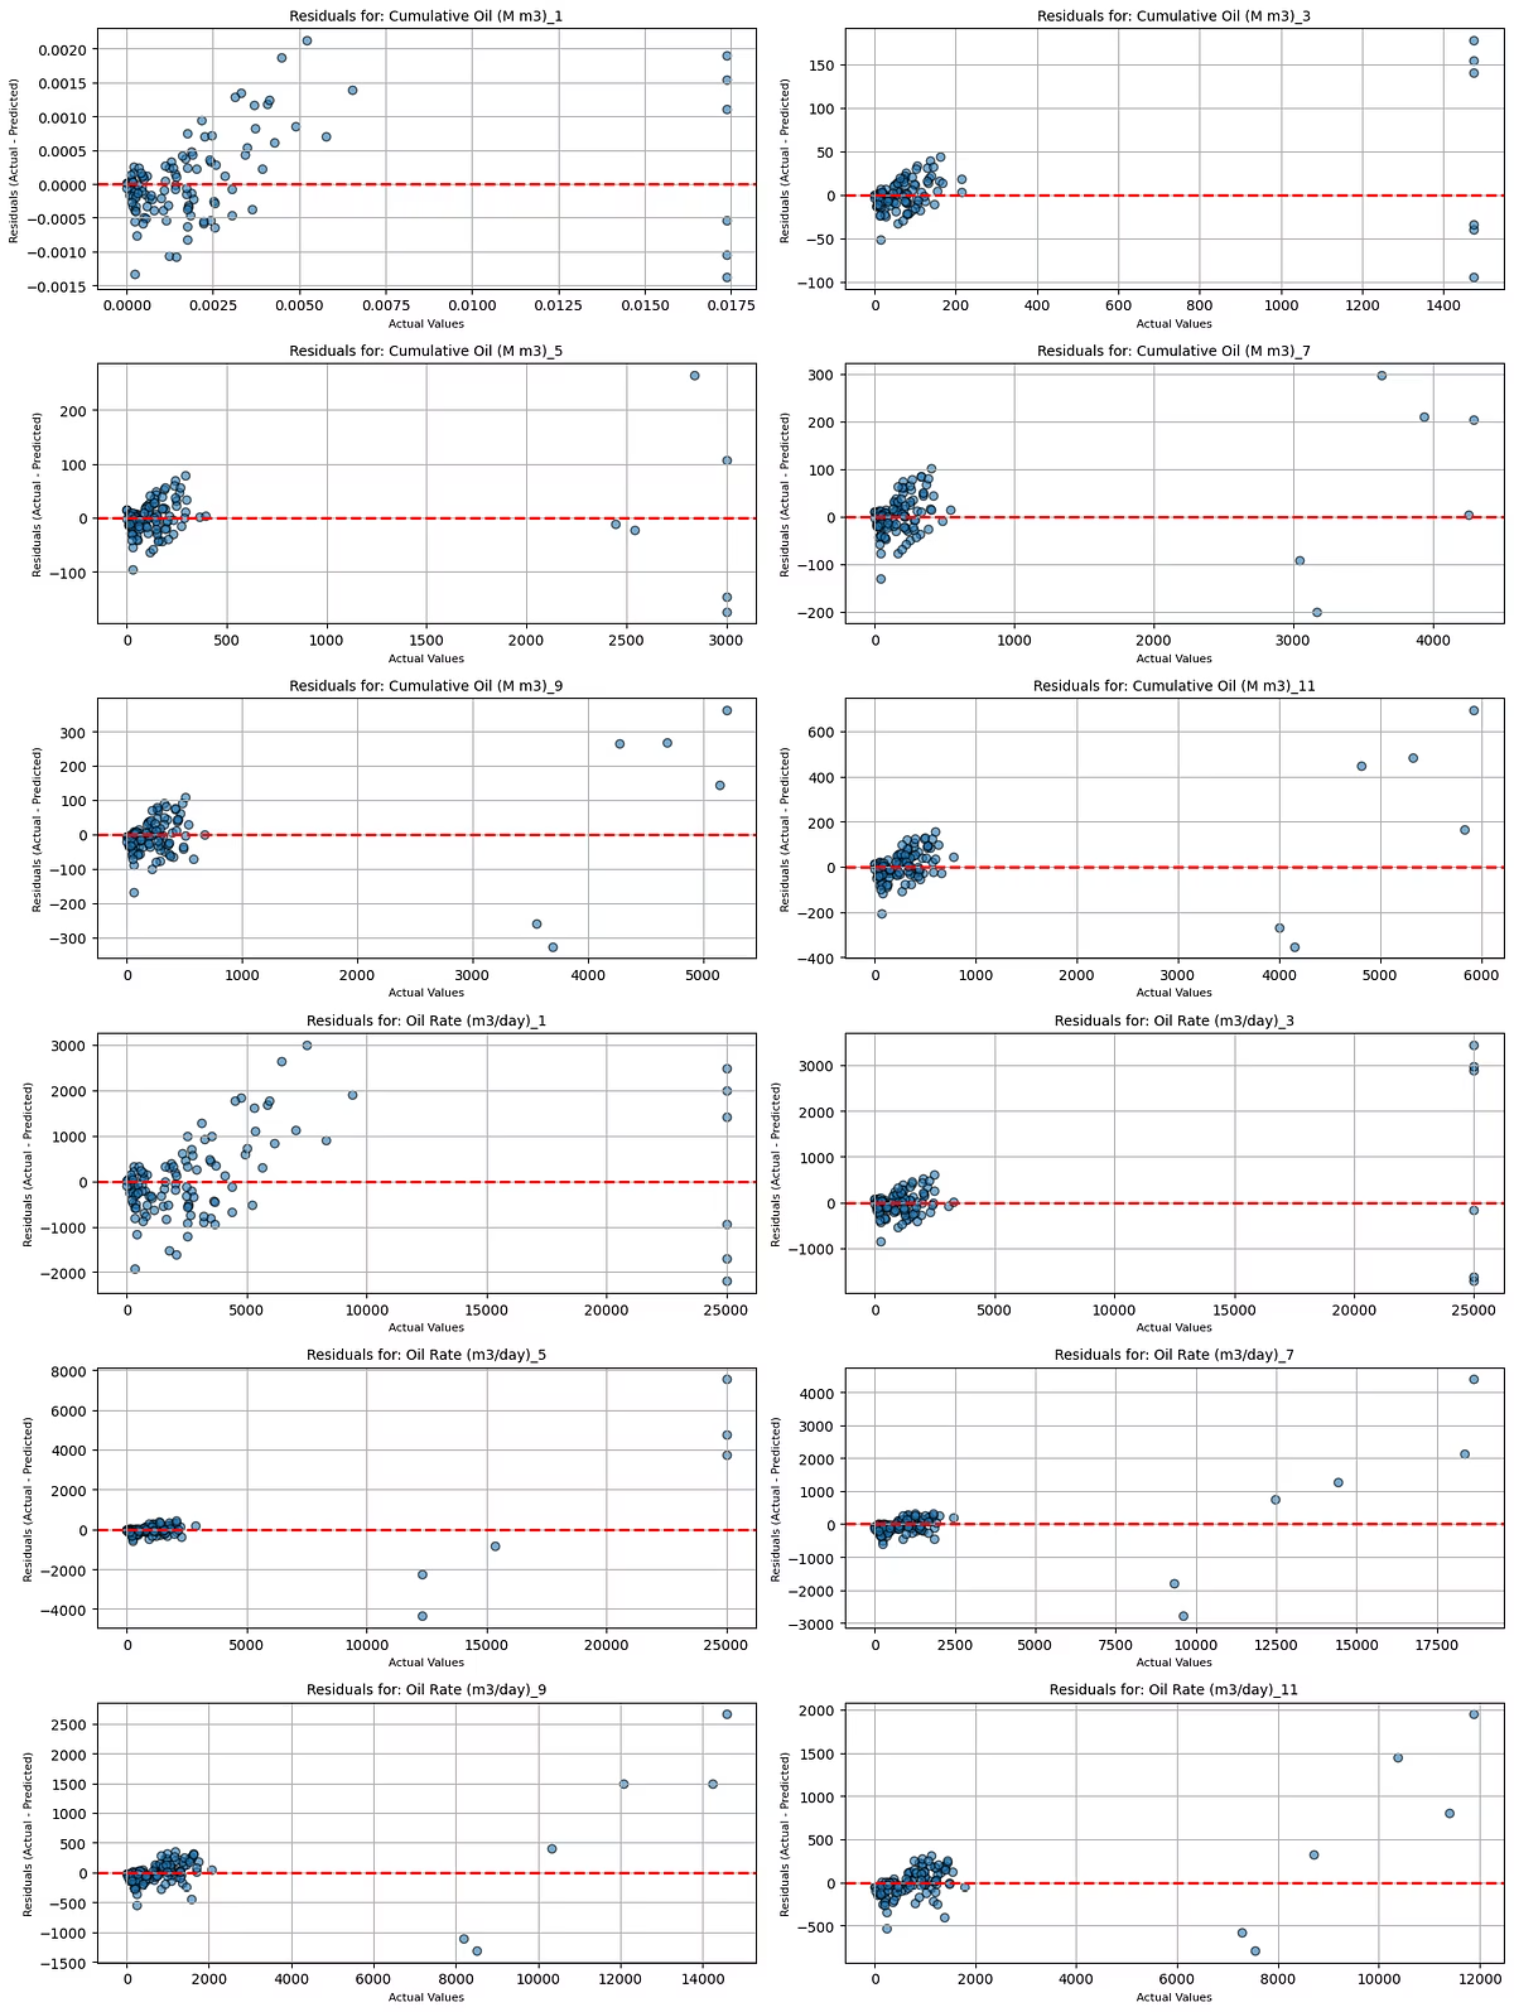 Residuals for: Cumulative Oil (M m3)_1
Residuals (Actual - Predicted)
0.0020
0.0015
0.0010
0.0005
0.0000
−0.0005
−0.0010
−0.0015
0.0000 0.0025 0.0050 0.0075 0.0100 0.0125 0.0150 0.0175
Actual Values
Residuals for: Cumulative Oil (M m3)_3
Residuals (Actual - Predicted)
150
100
50
0
−50
−100
0 200 400 600 800 1000 1200 1400
Actual Values
Residuals for: Cumulative Oil (M m3)_5
Residuals (Actual - Predicted)
200
100
0
−100
0 500 1000 1500 2000 2500 3000
Actual Values
Residuals for: Cumulative Oil (M m3)_7
Residuals (Actual - Predicted)
300
200
100
0
−100
−200
0 1000 2000 3000 4000
Actual Values
Residuals for: Cumulative Oil (M m3)_9
Residuals (Actual - Predicted)
300
200
100
0
−100
−200
−300
0 1000 2000 3000 4000 5000
Actual Values
Residuals for: Cumulative Oil (M m3)_11
Residuals (Actual - Predicted)
600
400
200
0
−200
−400
0 1000 2000 3000 4000 5000 6000
Actual Values
Residuals for: Oil Rate (m3/day)_1
Residuals (Actual - Predicted)
3000
2000
1000
0
−1000
−2000
0 5000 10000 15000 20000 25000
Actual Values
Residuals for: Oil Rate (m3/day)_3
Residuals (Actual - Predicted)
3000
2000
1000
0
−1000
0 5000 10000 15000 20000 25000
Actual Values
Residuals for: Oil Rate (m3/day)_5
Residuals (Actual - Predicted)
8000
6000
4000
2000
0
−2000
−4000
0 5000 10000 15000 20000 25000
Actual Values
Residuals for: Oil Rate (m3/day)_7
Residuals (Actual - Predicted)
4000
3000
2000
1000
0
−1000
−2000
−3000
0 2500 5000 7500 10000 12500 15000 17500
Actual Values
Residuals for: Oil Rate (m3/day)_9
Residuals (Actual - Predicted)
2500
2000
1500
1000
500
0
−500
−1000
−1500
0 2000 4000 6000 8000 10000 12000 14000
Actual Values
Residuals for: Oil Rate (m3/day)_11
Residuals (Actual - Predicted)
2000
1500
1000
500
0
−500
0 2000 4000 6000 8000 10000 12000
Actual Values